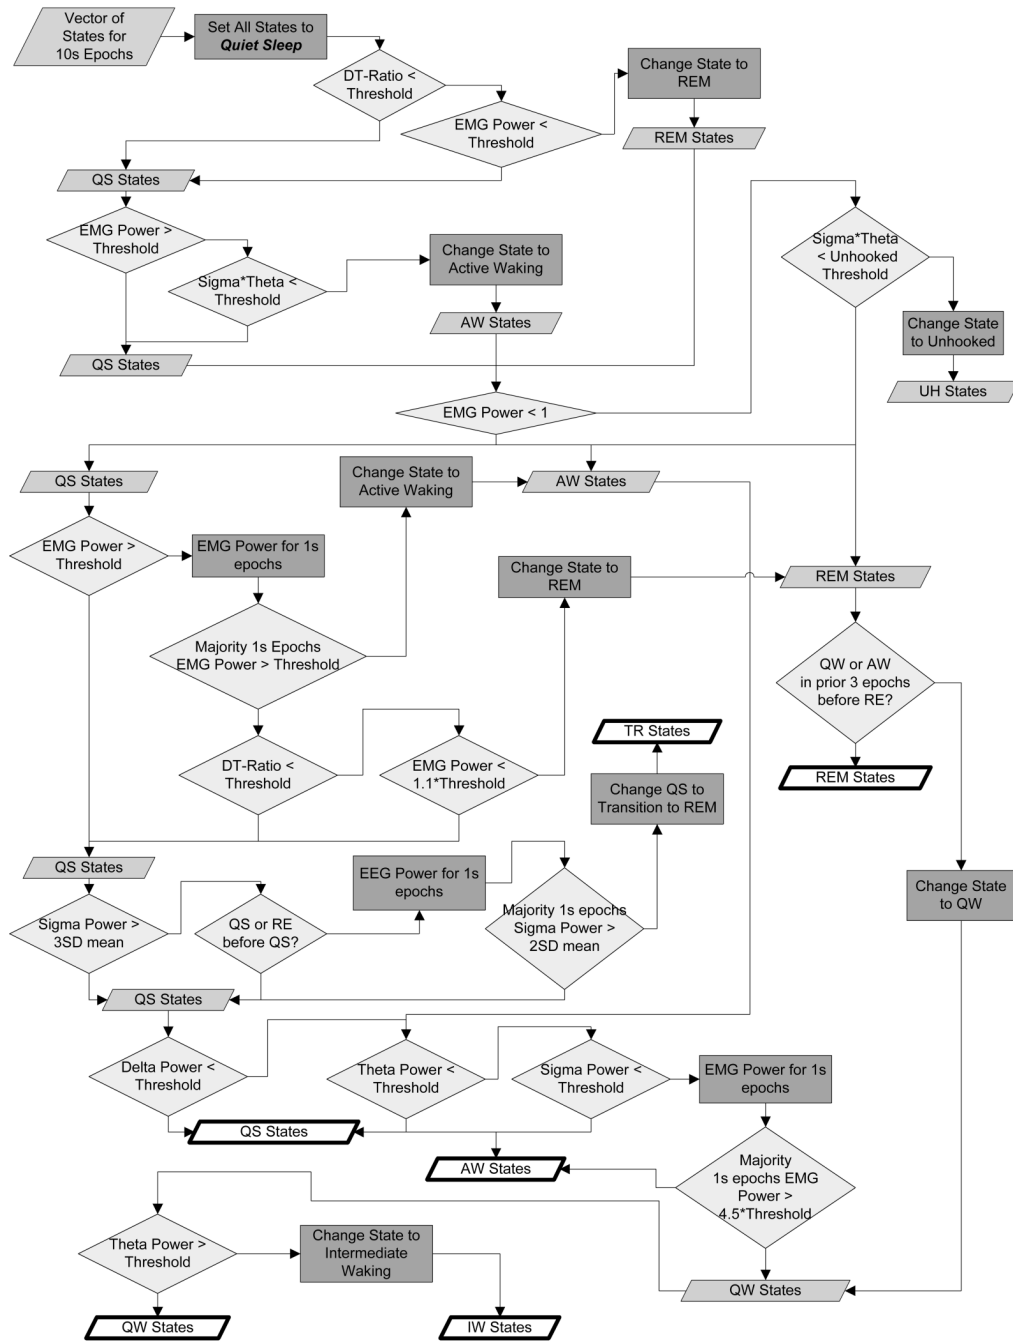 Vector of
States for
10s Epochs
Set All States to
Quiet Sleep
DT-Ratio <
Threshold
Change State to
REM
EMG Power <
Threshold
REM States
QS States
EMG Power >
Threshold
Sigma*Theta <
Threshold
Change State to
Active Waking
AW States
QS States
Sigma*Theta
< Unhooked
Threshold
Change State
to Unhooked
UH States
EMG Power < 1
QS States
Change State to
Active Waking
AW States
EMG Power >
Threshold
EMG Power for 1s
epochs
Change State to
REM
REM States
Majority 1s Epochs
EMG Power > Threshold
QW or AW
in prior 3 epochs
before RE?
DT-Ratio <
Threshold
EMG Power <
1.1*Threshold
TR States
REM States
Change QS to
Transition to REM
QS States
EEG Power for 1s
epochs
Change State
to QW
Sigma Power >
3SD mean
QS or RE
before QS?
Majority 1s epochs
Sigma Power >
2SD mean
QS States
Delta Power <
Threshold
Theta Power <
Threshold
Sigma Power <
Threshold
EMG Power for 1s
epochs
QS States
AW States
Majority
1s epochs EMG
Power >
4.5*Threshold
Theta Power >
Threshold
Change State to
Intermediate
Waking
QW States
QW States
IW States